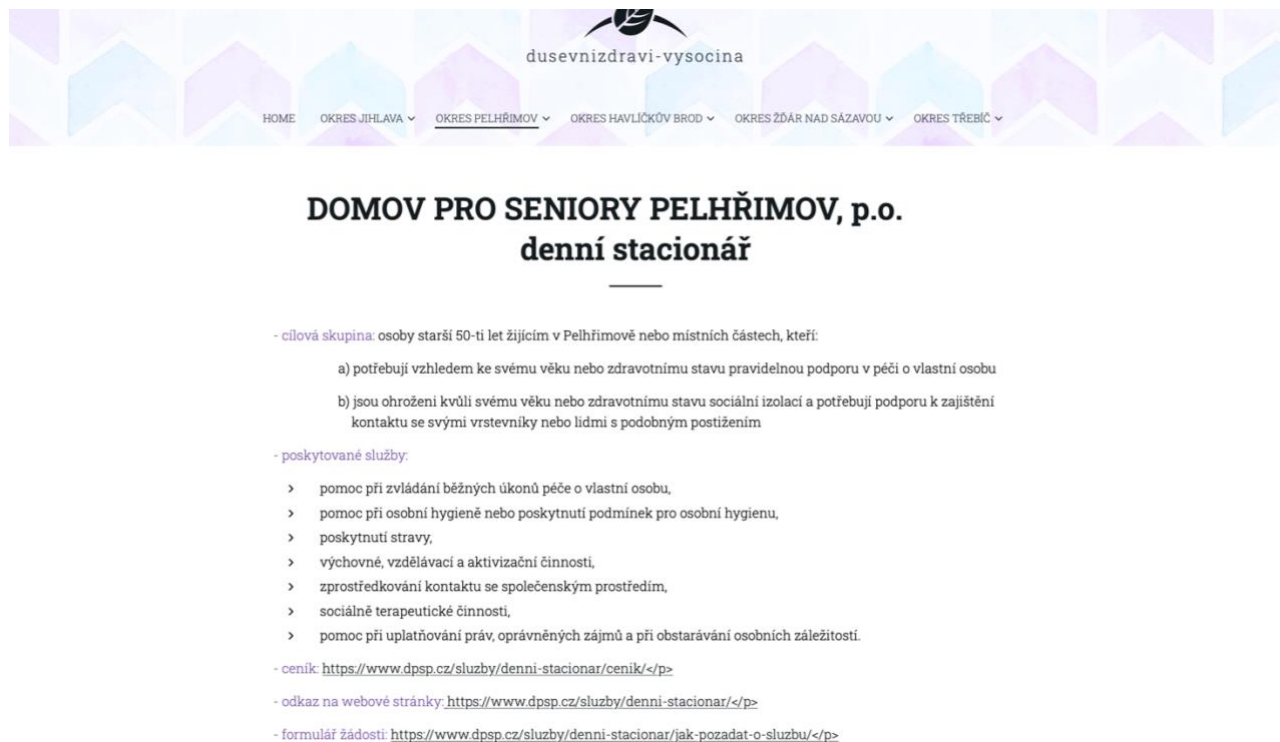 dusevnizdravi-vysocina
HOME OKRES JIHLAVA OKRES PELHŘIMOV OKRES HAVLÍČKŮV BROD OKRES ŽĎÁR NAD SÁZAVOU OKRES TŘEBÍČ
DOMOV PRO SENIORY PELHŘIMOV, p.o.
denní stacionář
- cílová skupina: osoby starší 50-ti let žijícím v Pelhřimově nebo místních částech, kteří:
a) potřebují vzhledem ke svému věku nebo zdravotnímu stavu pravidelnou podporu v péči o vlastní osobu
b) jsou ohroženi kvůli svému věku nebo zdravotnímu stavu sociální izolací a potřebují podporu k zajištění
kontaktu se svými vrstevníky nebo lidmi s podobným postižením
- poskytované služby:
> pomoc při zvládání běžných úkonů péče o vlastní osobu,
> pomoc při osobní hygieně nebo poskytnutí podmínek pro osobní hygienu,
> poskytnutí stravy,
> výchovné, vzdělávací a aktivizační činnosti,
> zprostředkování kontaktu se společenským prostředím,
> sociálně terapeutické činnosti,
> pomoc při uplatňování práv, oprávněných zájmů a při obstarávání osobních záležitostí.
- ceník: https://www.dpsp.cz/sluzby/denni-stacionar/cenik/</p>
- odkaz na webové stránky: https://www.dpsp.cz/sluzby/denni-stacionar/</p>
- formulář žádosti: https://www.dpsp.cz/sluzby/denni-stacionar/jak-pozadat-o-sluzbu/</p>